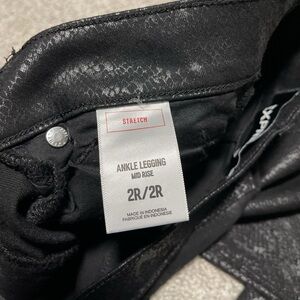 STRETCH
ANKLE LEGGING
MID RISE
2R/2R
MADE IN INDONESIA
FABRIQUÉ EN INDONÉSIE